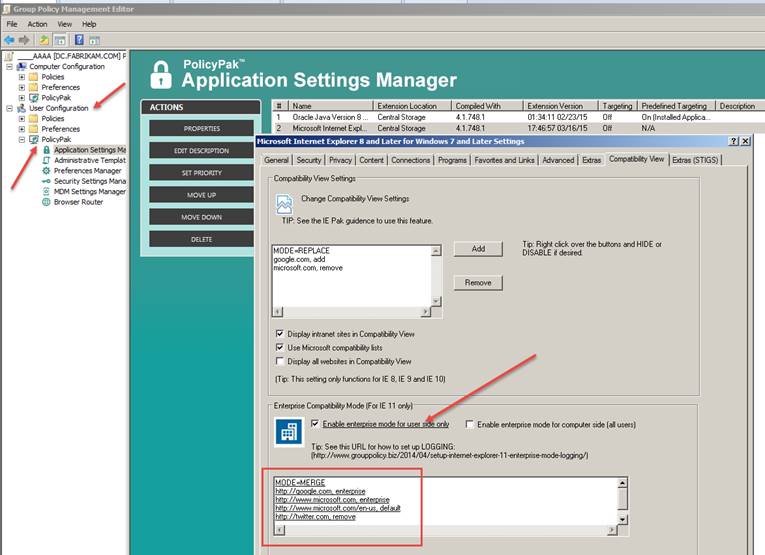 Group Policy Management Editor
File Action View Help
____AAAA [DC.FABRIKAM.COM] P
Computer Configuration
Policies
Preferences
PolicyPak
User Configuration
Policies
Preferences
PolicyPak
Application Settings Ma
Administrative Templat
Preferences Manager
Security Settings Mana
MDM Settings Manager
Browser Router
PolicyPak™
Application Settings Manager
ACTIONS
PROPERTIES
EDIT DESCRIPTION
SET PRIORITY
MOVE UP
MOVE DOWN
DELETE
# Name Extension Location Compiled With Extension Version Targeting Predefined Targeting Description
1 Oracle Java Version 8 ... Central Storage 4.1.748.1 01:34:11 02/23/15 Off On (Installed Applica...
2 Microsoft Internet Expl... Central Storage 4.1.748.1 17:46:57 03/16/15 Off N/A
Microsoft Internet Explorer 8 and Later for Windows 7 and Later Settings
General Security Privacy Content Connections Programs Favorites and Links Advanced Extras Compatibility View Extras (STIGS)
Compatibility View Settings
Change Compatibility View Settings
TIP: See the IE Pak guidence to use this feature.
MODE=REPLACE
google.com, add
microsoft.com, remove
Add
Remove
Tip: Right click over the buttons and HIDE or
DISABLE if desired.
Display intranet sites in Compatibility View
Use Microsoft compatibility lists
Display all websites in Compatibility View
(Tip: This setting only functions for IE 8, IE 9 and IE 10)
Enterprise Compatibility Mode (For IE 11 only)
Enable enterprise mode for user side only
Enable enterprise mode for computer side (all users)
Tip: See this URL for how to set up LOGGING:
(http://www.grouppolicy.biz/2014/04/setup-internet-explorer-11-enterprise-mode-logging/)
MODE=MERGE
http://google.com, enterprise
http://www.microsoft.com, enterprise
http://www.microsoft.com/en-us, default
http://twitter.com, remove